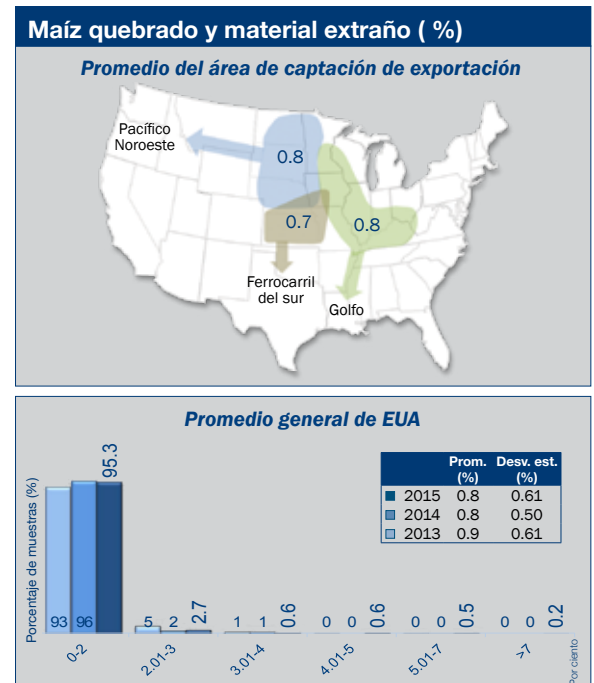 Maíz quebrado y material extraño ( %)
Promedio del área de captación de exportación
Pacífico
Noroeste
0.8
0.7
0.8
Ferrocarril
del sur
Golfo
Promedio general de EUA
Porcentaje de muestras (%)
95.3
Prom. Desv. est.
(%) (%)
2015 0.8 0.61
2014 0.8 0.50
2013 0.9 0.61
93 96
5 2 2.7
1 1 0.6
0 0 0.6
0 0 0.5
0 0 0.2
0-2 2.01-3 3.01-4 4.01-5 5.01-7 >7
Por ciento